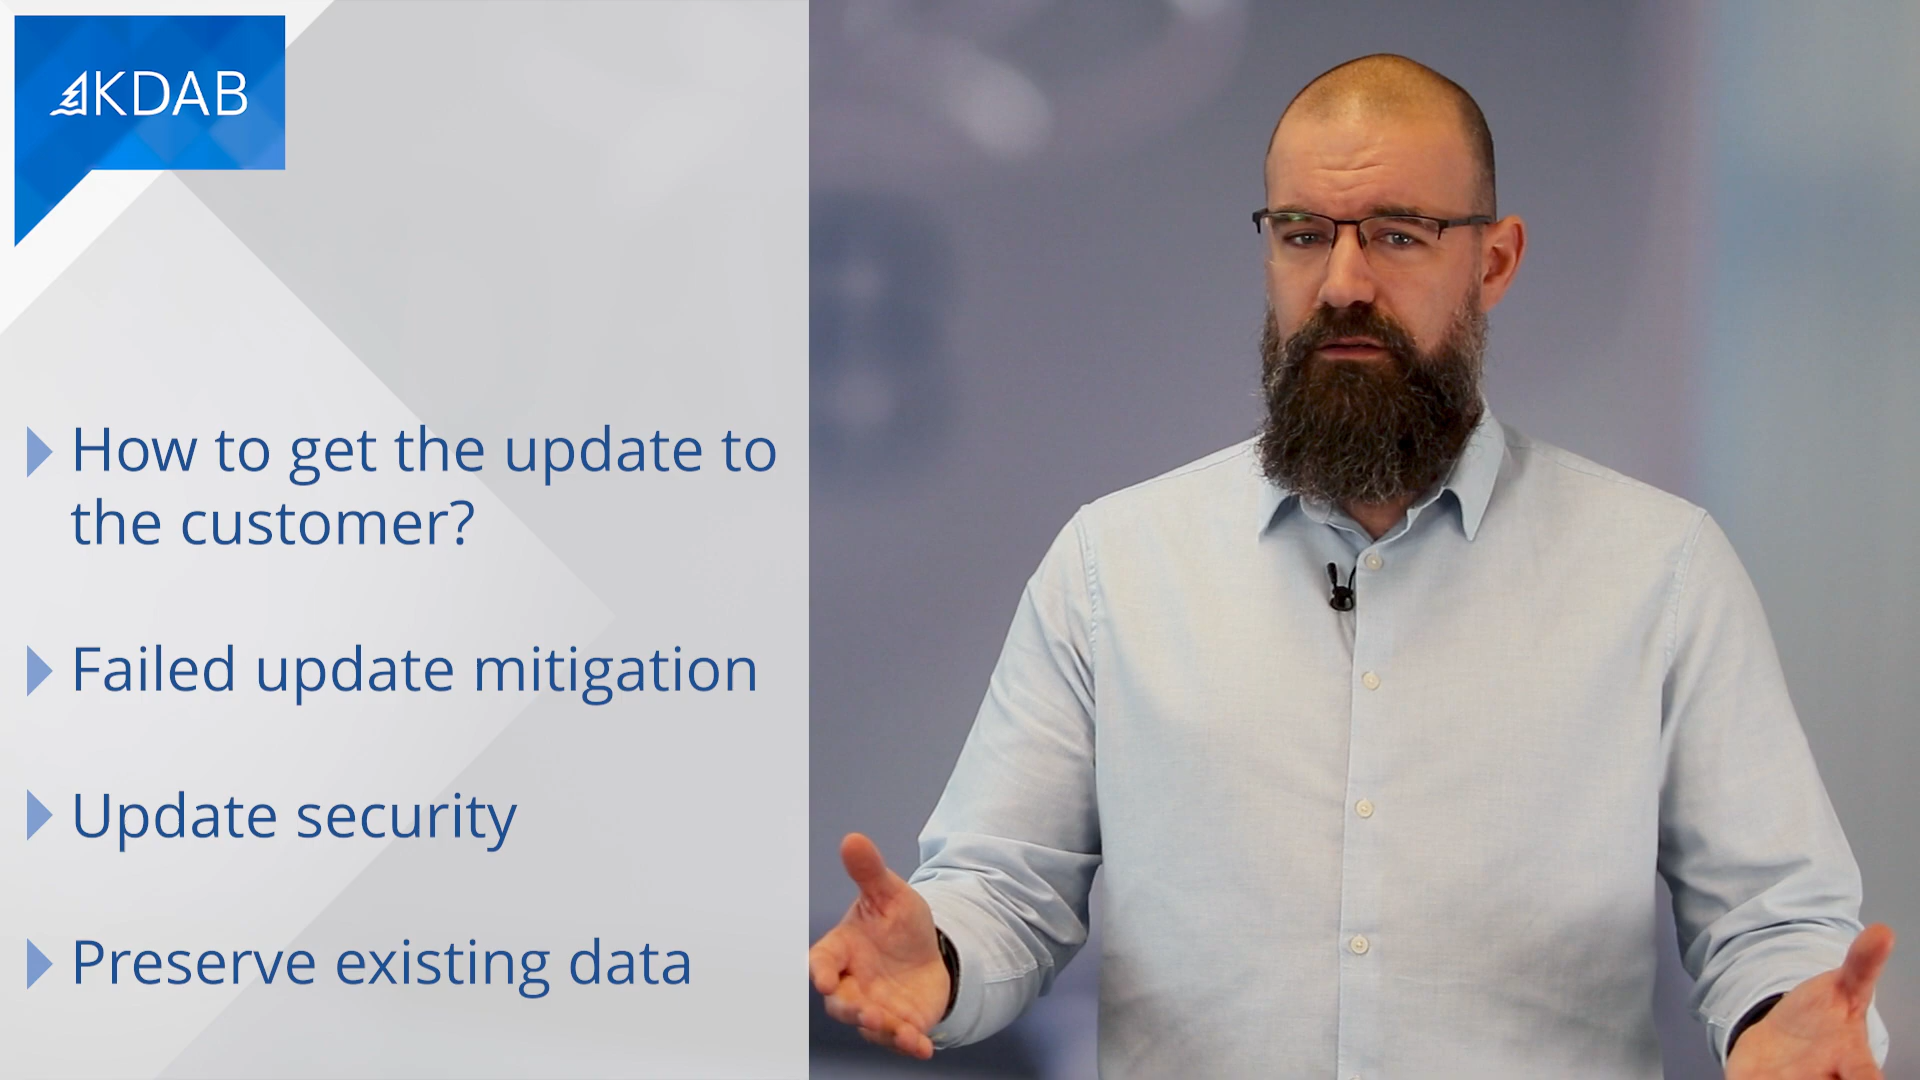 KDAB
How to get the update to
the customer?
Failed update mitigation
Update security
Preserve existing data